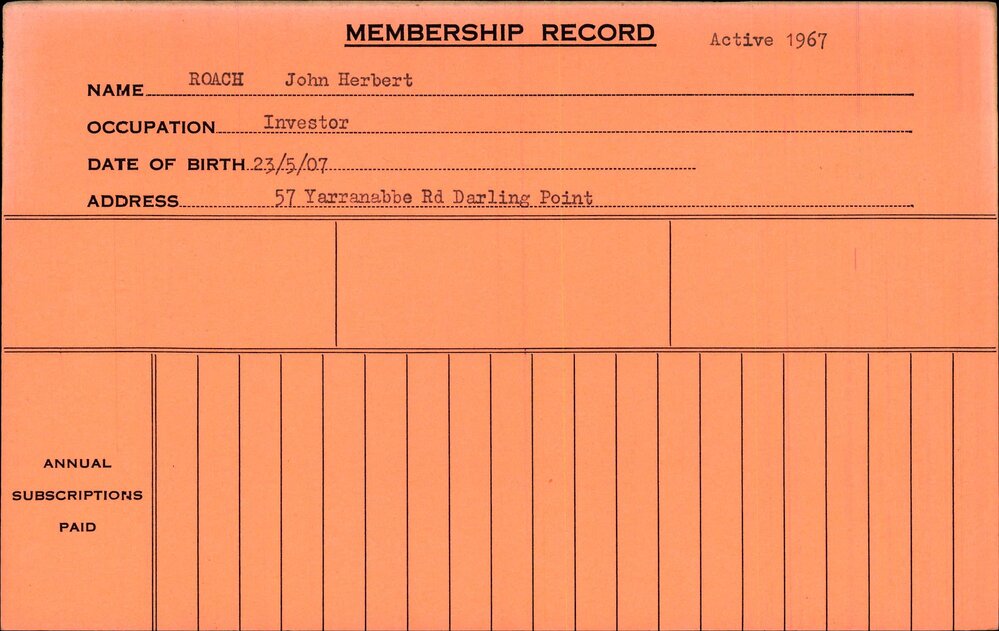 MEMBERSHIP RECORD
Active 1967
NAME ROACH John Herbert
OCCUPATION Investor
DATE OF BIRTH 23/5/07
ADDRESS 57 Yarranabbe Rd Darling Point
ANNUAL
SUBSCRIPTIONS
PAID